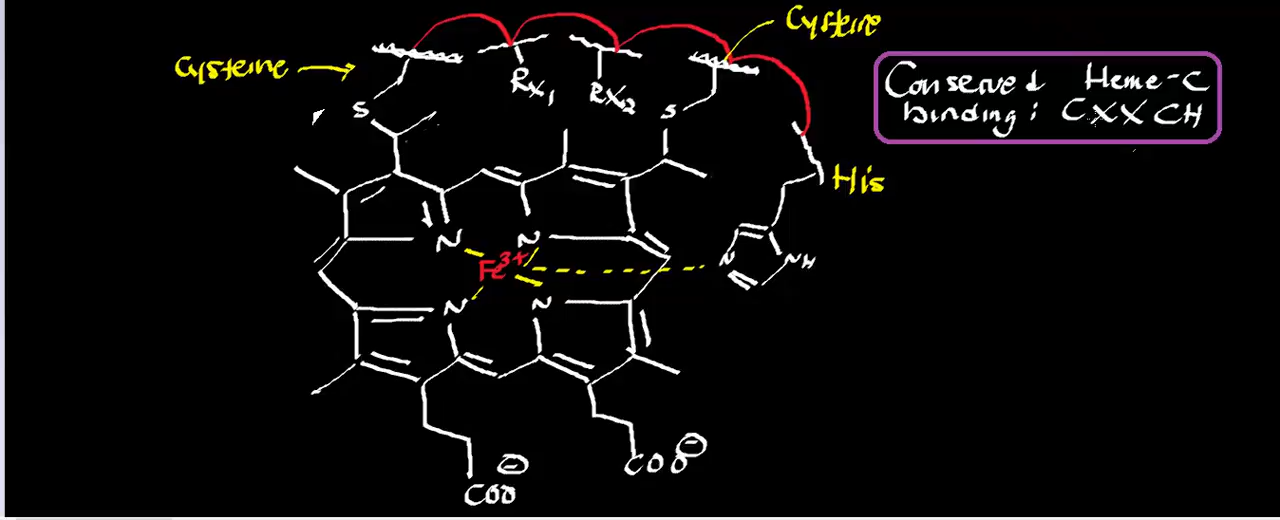 Cysteine
Cysteine
Conserved Heme-C
binding: CXXCH
RX1
RX2
S
S
His
N
N
Fe3+
N
NH
N
N
COO⊖
COO⊖